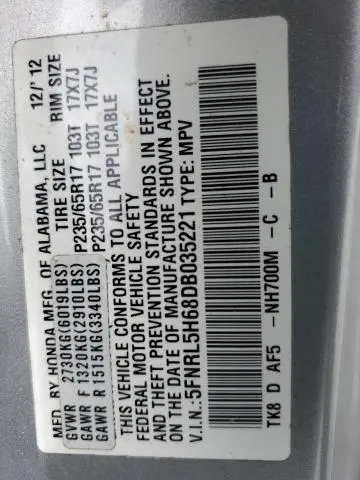 MFD. BY HONDA MFG. OF ALABAMA, LLC 12/'12
TIRE SIZE RIM SIZE
GVWR 2730KG(6019LBS)
GAWR F 1320KG(2910LBS) P235/65R17 103T 17X7J
GAWR R 1515KG(3340LBS) P235/65R17 103T 17X7J
THIS VEHICLE CONFORMS TO ALL APPLICABLE
FEDERAL MOTOR VEHICLE SAFETY
AND THEFT PREVENTION STANDARDS IN EFFECT
ON THE DATE OF MANUFACTURE SHOWN ABOVE.
V.I.N.:5FNRL5H68DB035221 TYPE: MPV
TK8 D AF5 -NH700M -C -B